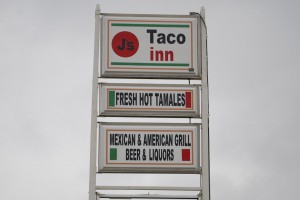 J's Taco
inn
FRESH HOT TAMALES
MEXICAN & AMERICAN GRILL
BEER & LIQUORS